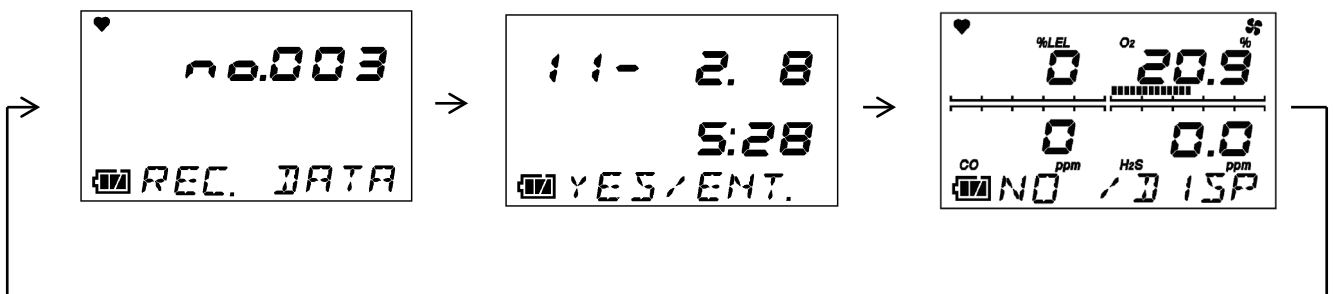 no.003
REC. DATA
11- 2. 8
5:28
YES/ENT.
%LEL O2 %
0 20.9
0 0.0
CO ppm H2S ppm
NO /DISP